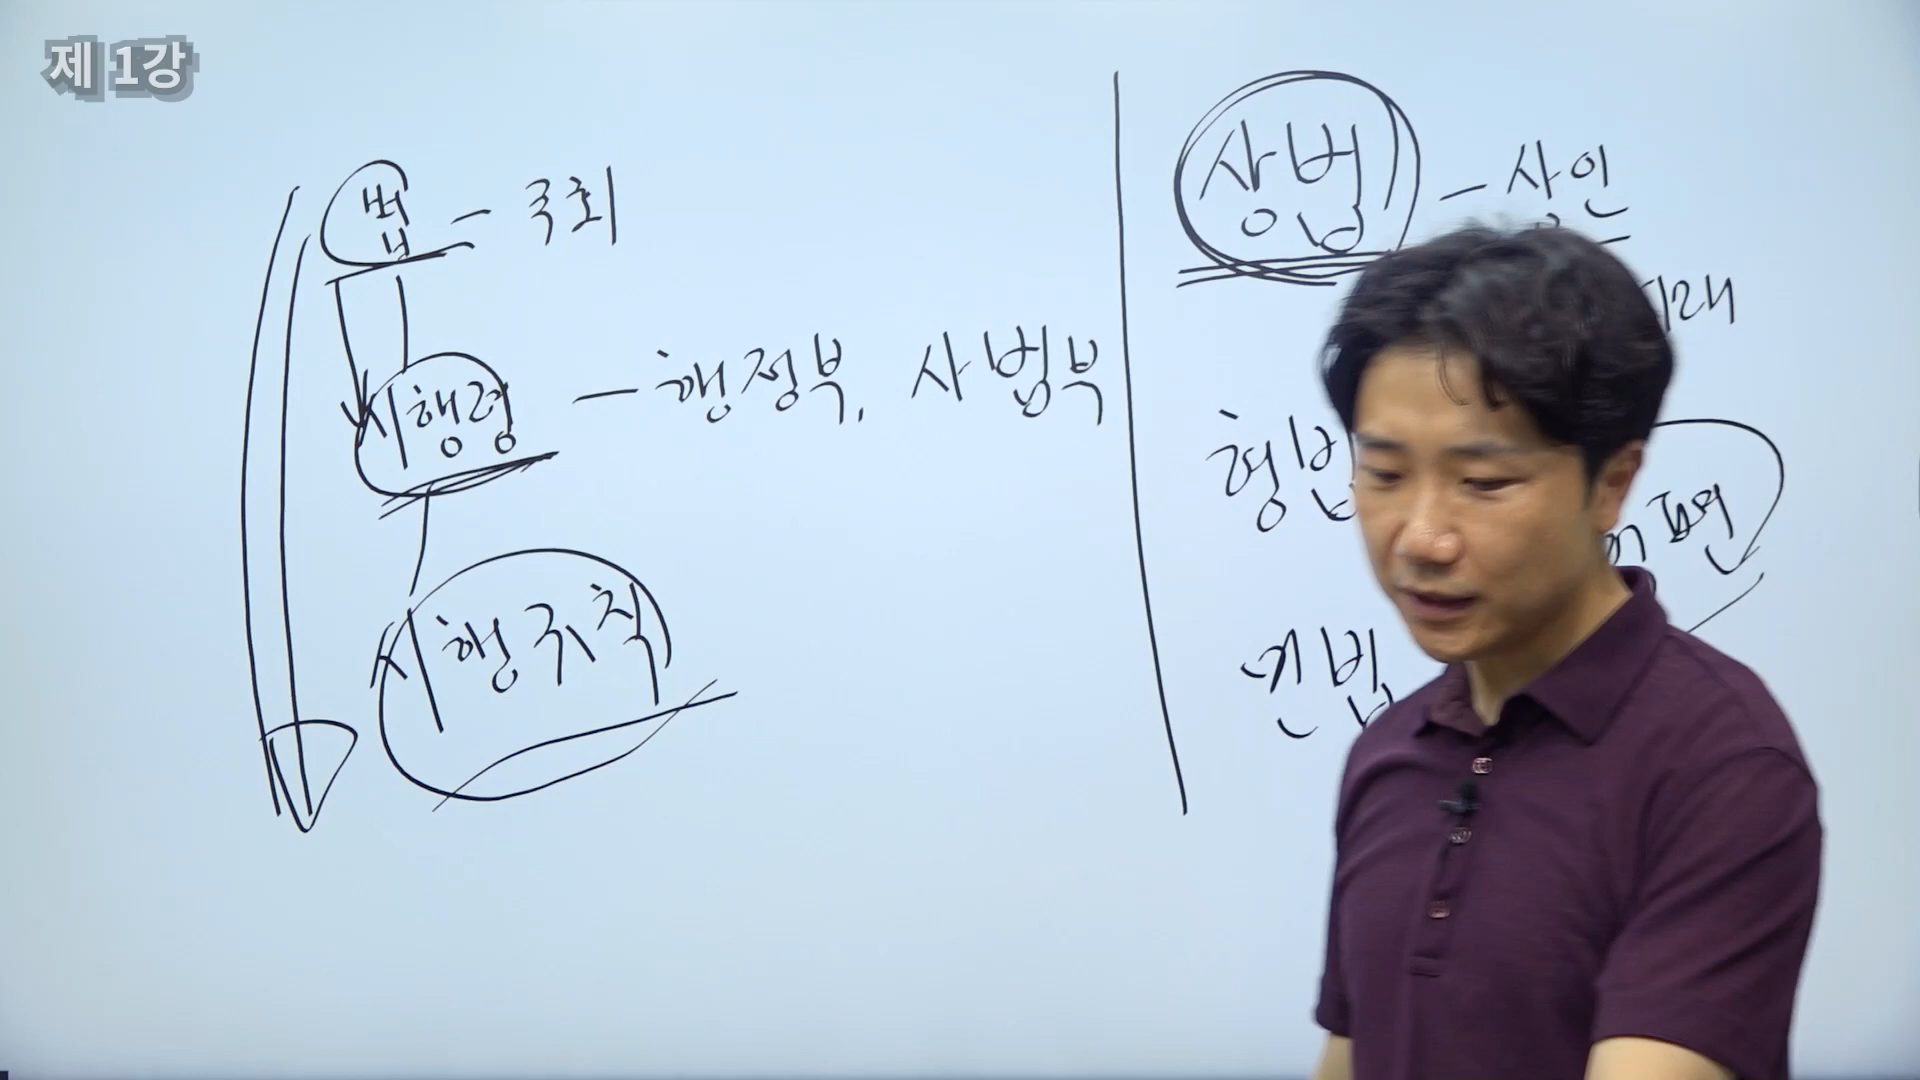 제 1강
법 - 국회
시행령 - 행정부, 사법부
시행규칙
상법 - 상인
형법
민법